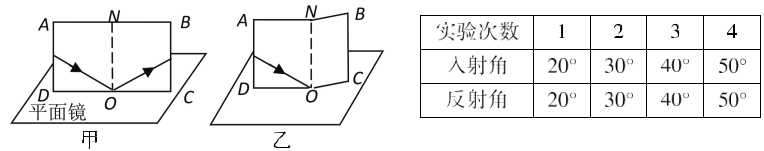 A N B
D O C
平面镜
甲
A N B
D O C
乙
实验次数 1 2 3 4
入射角 20° 30° 40° 50°
反射角 20° 30° 40° 50°